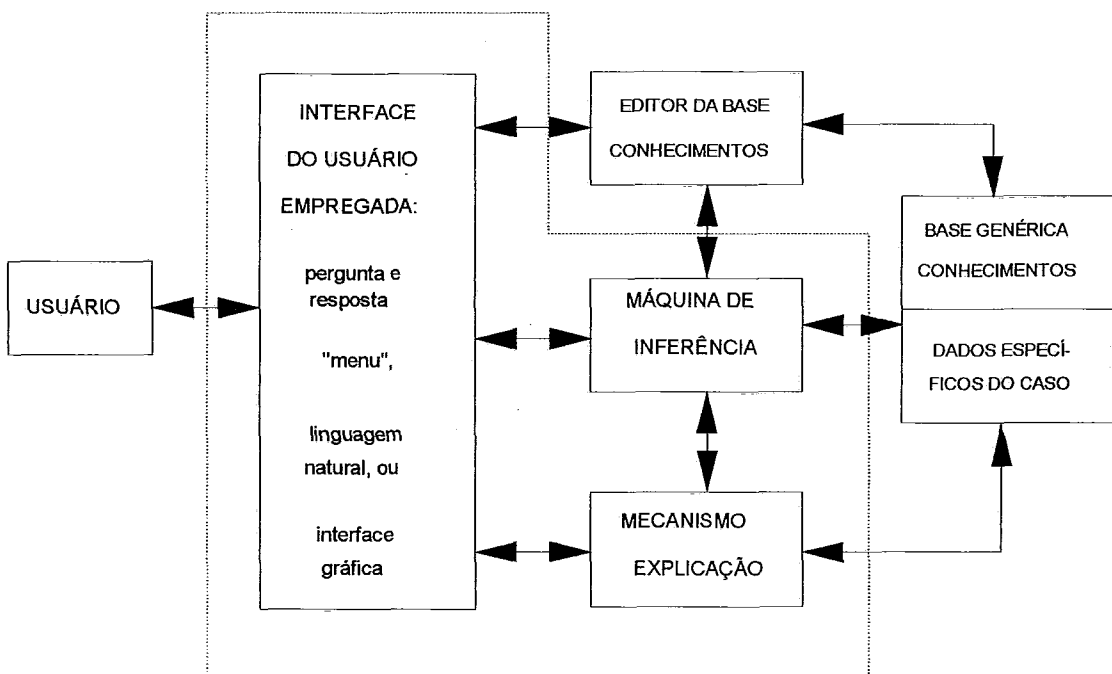 USUÁRIO
INTERFACE
DO USUÁRIO
EMPREGADA:
pergunta e
resposta
"menu",
linguagem
natural, ou
interface
gráfica
EDITOR DA BASE
CONHECIMENTOS
MÁQUINA DE
INFERÊNCIA
MECANISMO
EXPLICAÇÃO
BASE GENÉRICA
CONHECIMENTOS
DADOS ESPECÍ-
FICOS DO CASO